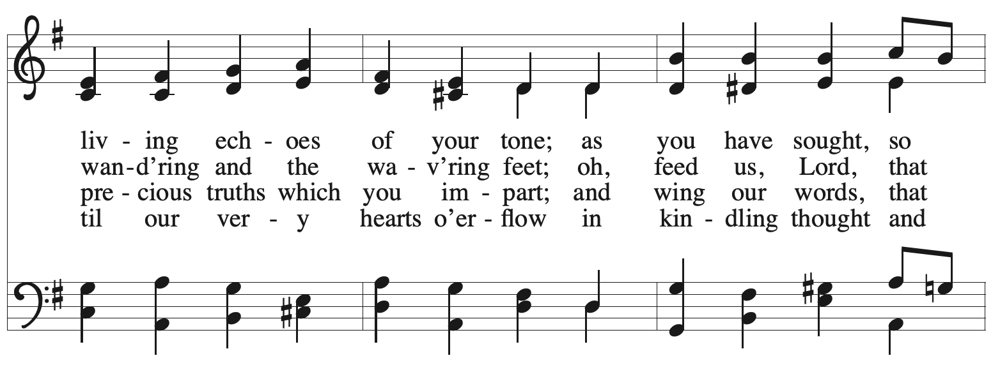 liv - ing ech - oes of your tone; as you have sought, so
wan-d’ring and the wa - v’ring feet; oh, feed us, Lord, that
pre - cious truths which you im - part; and wing our words, that
til our ver - y hearts o’er - flow in kin - dling thought and